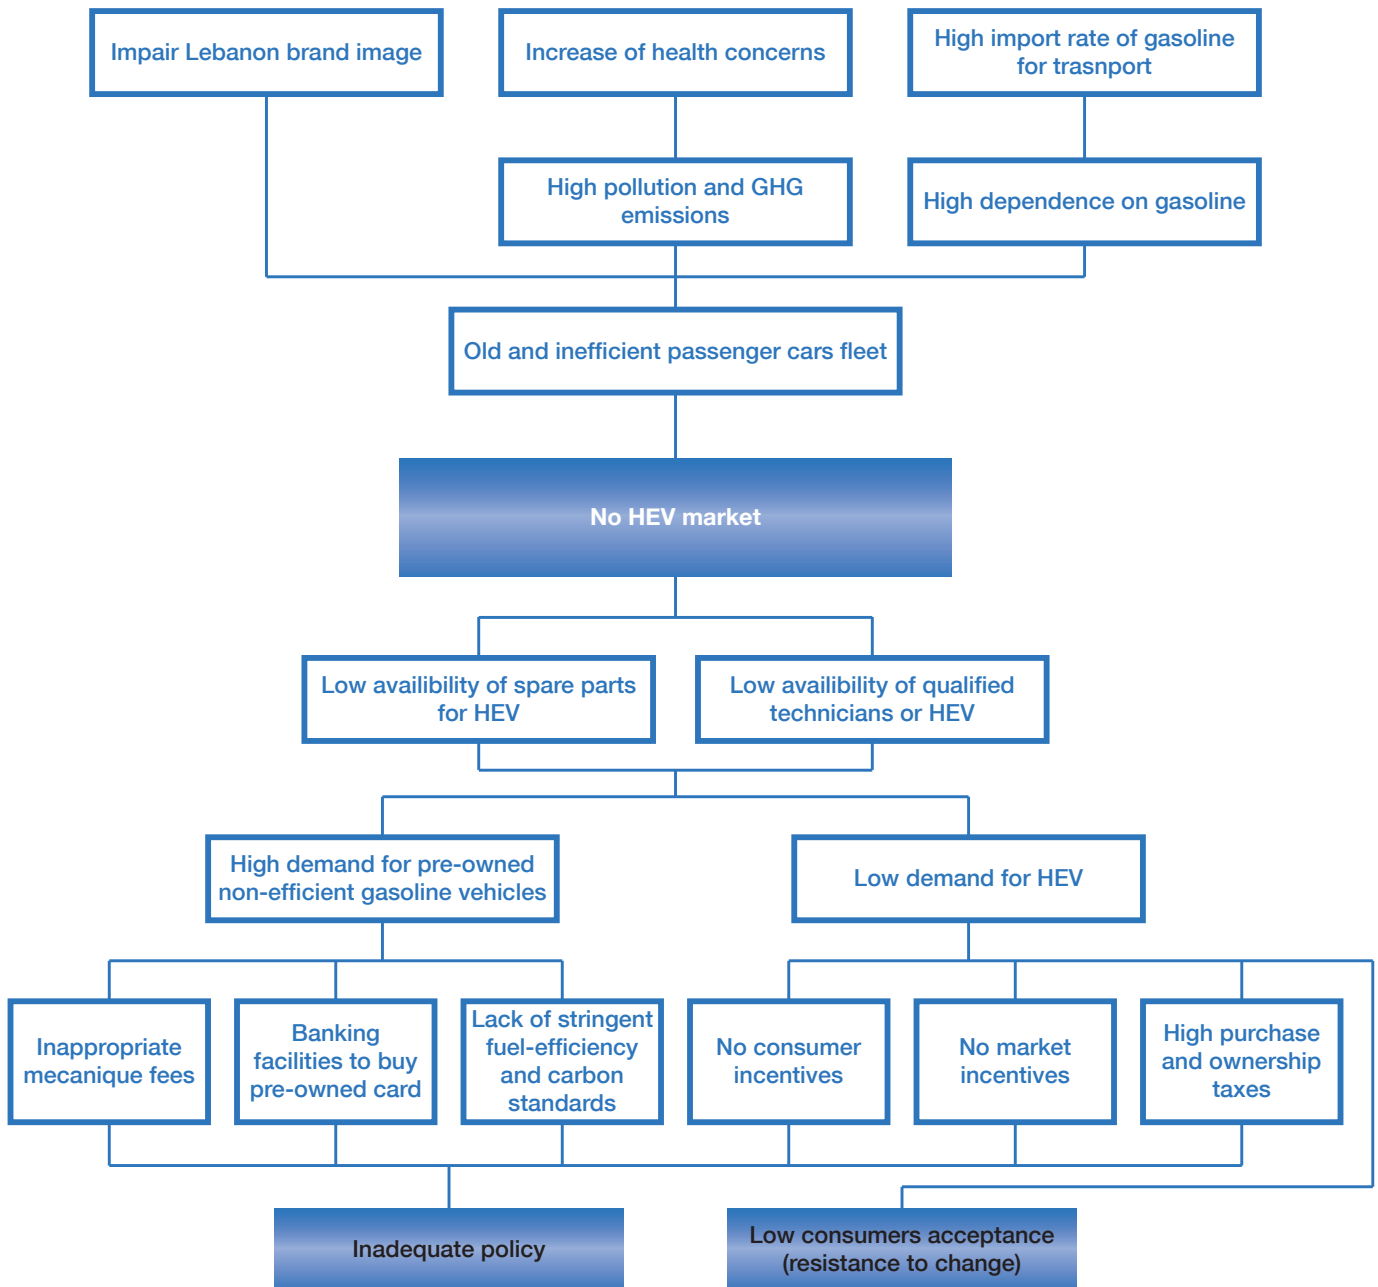 Impair Lebanon brand image
Increase of health concerns
High import rate of gasoline
for trasnport
High pollution and GHG
emissions
High dependence on gasoline
Old and inefficient passenger cars fleet
No HEV market
Low availibility of spare parts
for HEV
Low availibility of qualified
technicians or HEV
High demand for pre-owned
non-efficient gasoline vehicles
Low demand for HEV
Inappropriate
mecanique fees
Banking
facilities to buy
pre-owned card
Lack of stringent
fuel-efficiency
and carbon
standards
No consumer
incentives
No market
incentives
High purchase
and ownership
taxes
Inadequate policy
Low consumers acceptance
(resistance to change)